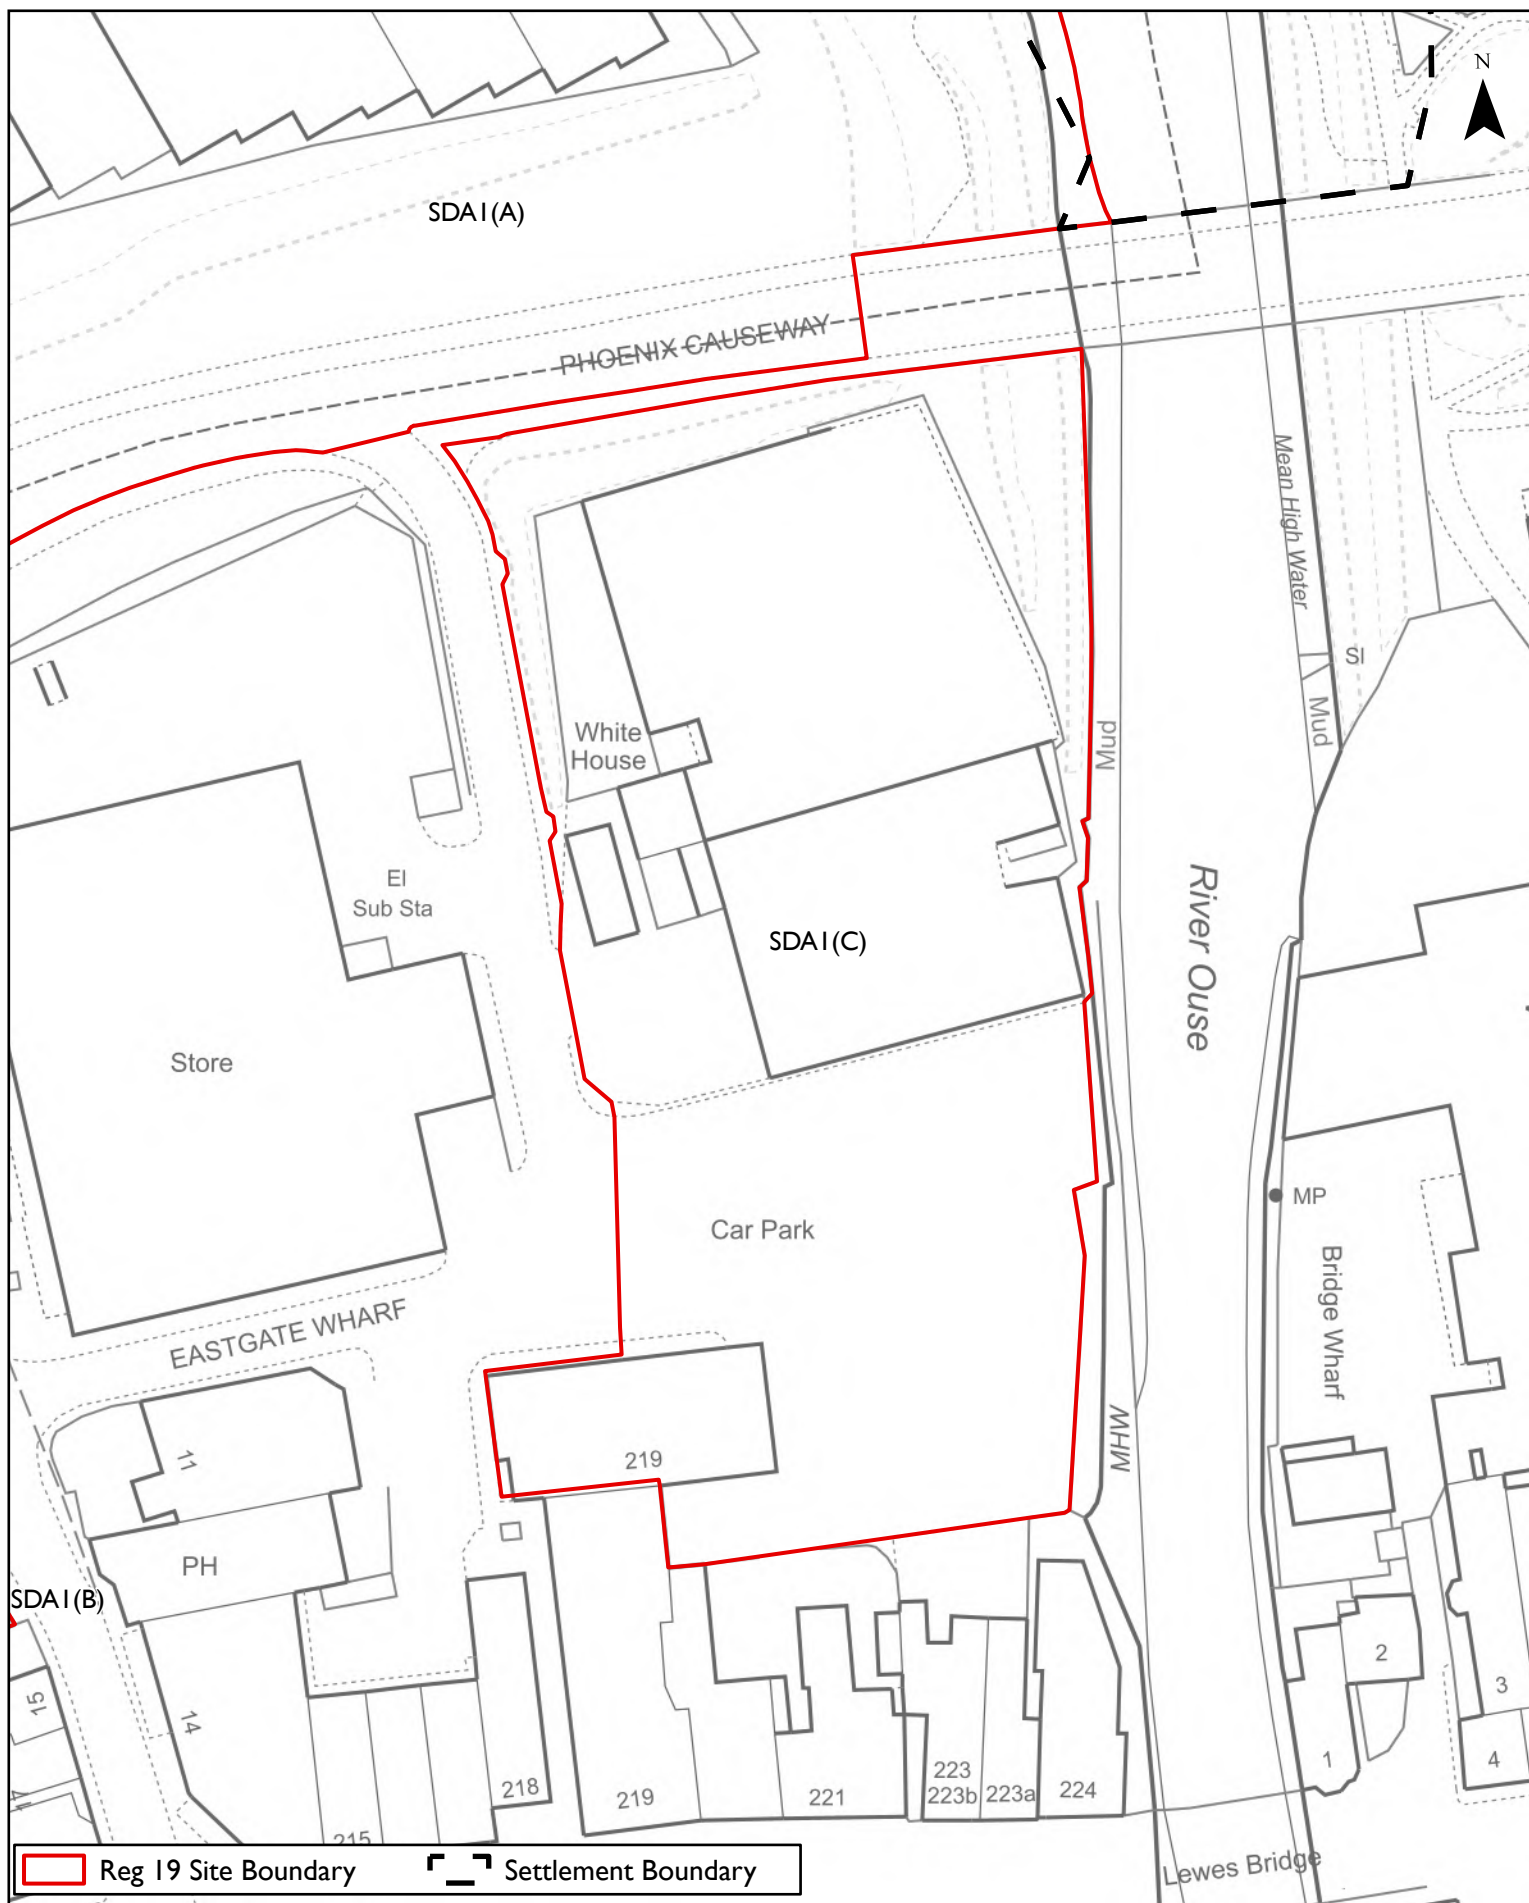 N
SDA1(A)
PHOENIX CAUSEWAY
Mean High Water
Sl
Mud
White
House
Mud
El
Sub Sta
SDA1(C)
River Ouse
Store
MP
Car Park
Bridge Wharf
EASTGATE WHARF
MHW
11
219
PH
SDA1(B)
2
15
14
3
1
4
17
218
219
221
223
223b
223a
224
215
Lewes Bridge
Reg 19 Site Boundary
Settlement Boundary